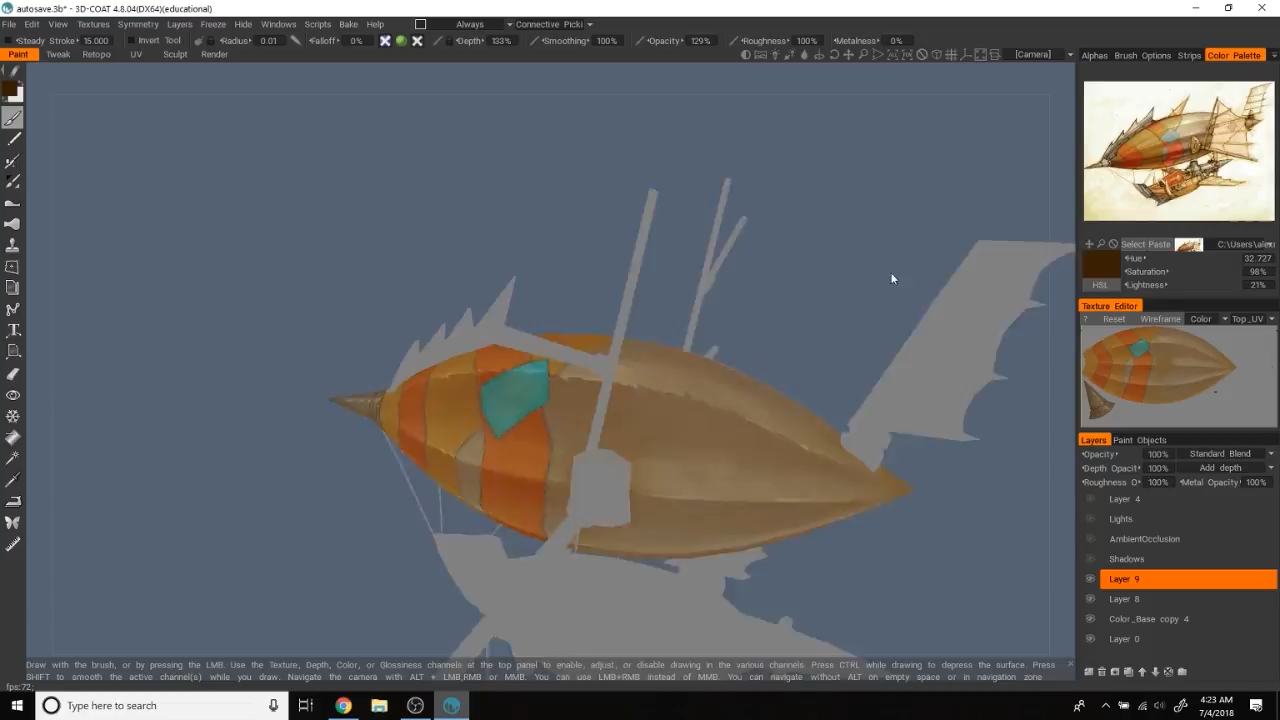 autosave.3b* - 3D-COAT 4.8.04(DX64)(educational)
File Edit View Textures Symmetry Layers Freeze Hide Windows Scripts Bake Help Always Connective Picki
Steady Stroke 15.000 Invert Tool Radius 0.01 Falloff 0% Depth 133% Smoothing 100% Opacity 129% Roughness 100% Metalness 0%
Paint Tweak Retopo UV Sculpt Render [Camera] Alphas Brush Options Strips Color Palette
Select Paste C:\Users\alex
Hue 32.727
Saturation 98%
HSL Lightness 21%
Texture Editor
? Reset Wireframe Color Top_UV
Layers Paint Objects
Opacity 100% Standard Blend
Depth Opacit 100% Add depth
Roughness O 100% Metal Opacity 100%
Layer 4
Lights
AmbientOcclusion
Shadows
Layer 9
Layer 8
Color_Base copy 4
Layer 0
Draw with the brush, or by pressing the LMB. Use the Texture, Depth, Color, or Glossiness channels at the top panel to enable, adjust, or disable drawing in the various channels. Press CTRL while drawing to depress the surface. Press
SHIFT to smooth the active channel(s) while you draw. Navigate the camera with ALT + LMB,RMB or MMB. You can use LMB+RMB instead of MMB. You can navigate without ALT on empty space or in navigation zone
fps:72;
Type here to search
4:23 AM
7/4/2018